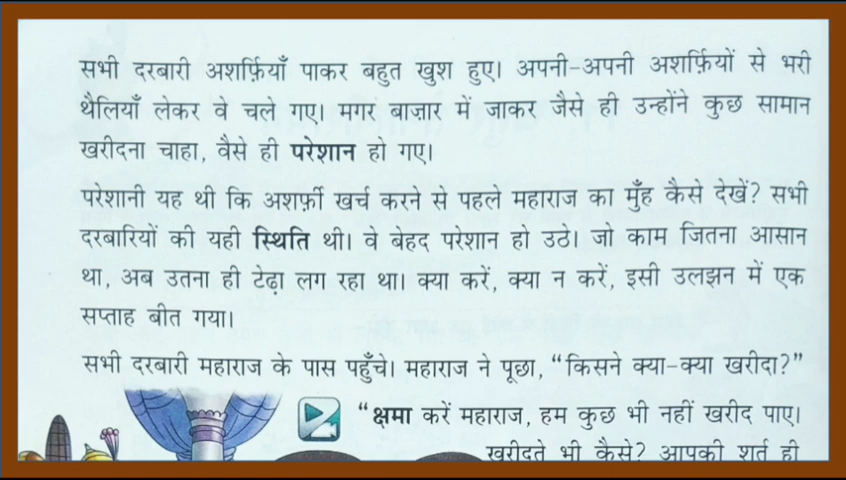 सभी दरबारी अशर्फ़ियाँ पाकर बहुत खुश हुए। अपनी-अपनी अशर्फ़ियों से भरी
थैलियाँ लेकर वे चले गए। मगर बाज़ार में जाकर जैसे ही उन्होंने कुछ सामान
खरीदना चाहा, वैसे ही परेशान हो गए।
परेशानी यह थी कि अशर्फ़ी खर्च करने से पहले महाराज का मुँह कैसे देखें? सभी
दरबारियों की यही स्थिति थी। वे बेहद परेशान हो उठे। जो काम जितना आसान
था, अब उतना ही टेढ़ा लग रहा था। क्या करें, क्या न करें, इसी उलझन में एक
सप्ताह बीत गया।
सभी दरबारी महाराज के पास पहुँचे। महाराज ने पूछा, “किसने क्या-क्या खरीदा?”
“क्षमा करें महाराज, हम कुछ भी नहीं खरीद पाए।
खरीदते भी कैसे? आपकी शर्त ही